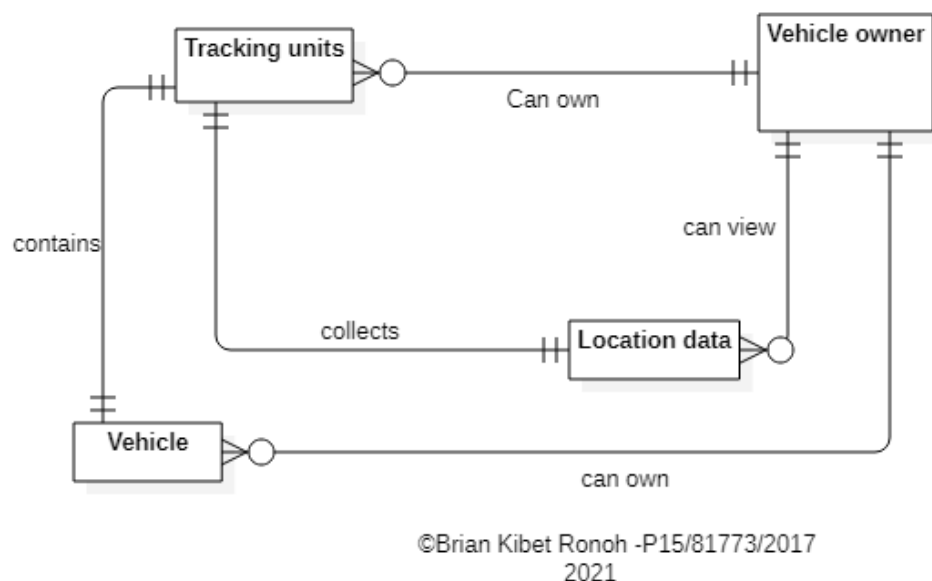 Tracking units
Vehicle owner
Can own
contains
can view
collects
Location data
Vehicle
can own
©Brian Kibet Ronoh -P15/81773/2017
2021